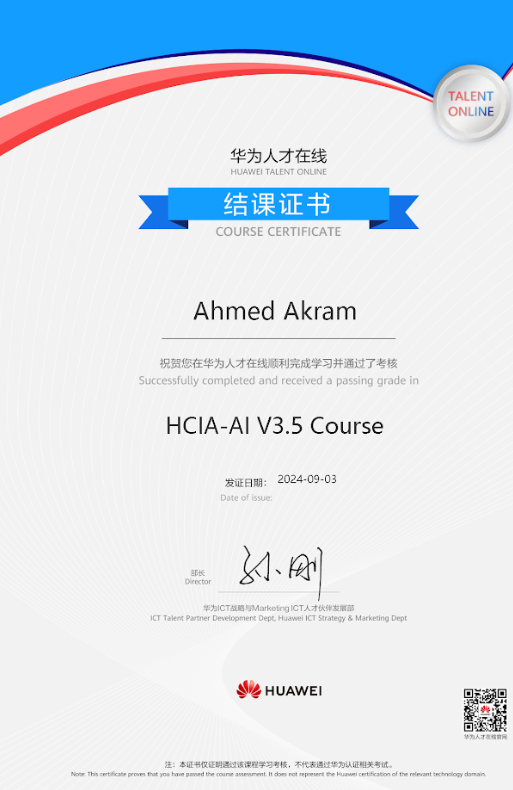 TALENT
ONLINE
华为人才在线
HUAWEI TALENT ONLINE
结课证书
COURSE CERTIFICATE
Ahmed Akram
祝贺您在华为人才在线顺利完成学习并通过了考核
Successfully completed and received a passing grade in
HCIA-AI V3.5 Course
发证日期： 2024-09-03
Date of issue:
部长
Director
孙刚
华为ICT战略与Marketing ICT人才伙伴发展部
ICT Talent Partner Development Dept, Huawei ICT Strategy & Marketing Dept
HUAWEI
华为人才在线官网
注：本证书仅证明通过该课程学习考核，不代表通过华为认证相关考试。
Note: This certificate proves that you have passed the course assessment. It does not represent the Huawei certification of the relevant technology domain.